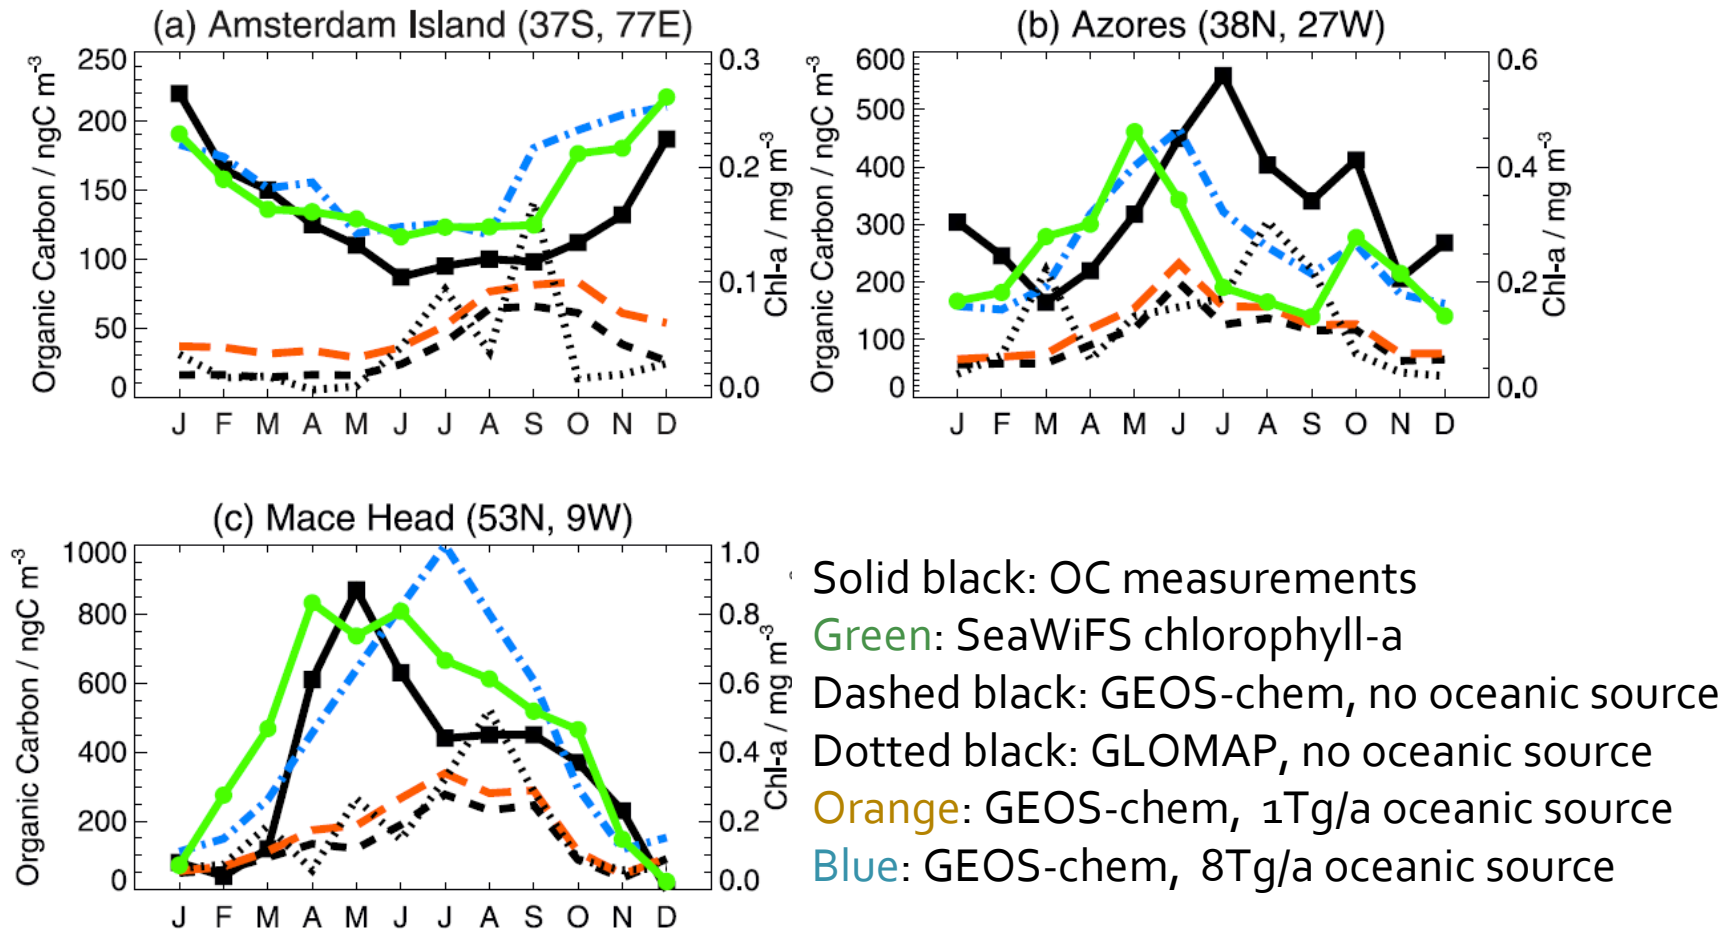 (a) Amsterdam Island (37S, 77E)
Organic Carbon / ngC m⁻³
250
200
150
100
50
0
0.3
0.2
0.1
0.0
Chl-a / mg m⁻³
J F M A M J J A S O N D
(b) Azores (38N, 27W)
Organic Carbon / ngC m⁻³
600
500
400
300
200
100
0
0.6
0.4
0.2
0.0
Chl-a / mg m⁻³
J F M A M J J A S O N D
(c) Mace Head (53N, 9W)
Organic Carbon / ngC m⁻³
1000
800
600
400
200
0
1.0
0.8
0.6
0.4
0.2
0.0
Chl-a / mg m⁻³
J F M A M J J A S O N D
Solid black: OC measurements
Green: SeaWiFS chlorophyll-a
Dashed black: GEOS-chem, no oceanic source
Dotted black: GLOMAP, no oceanic source
Orange: GEOS-chem, 1Tg/a oceanic source
Blue: GEOS-chem, 8Tg/a oceanic source